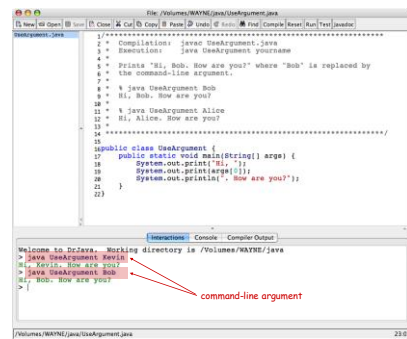 File: /Volumes/WAYNE/java/UseArgument.java
New Open Save Close Cut Copy Paste Undo Redo Find Compile Reset Run Test Javadoc
UseArgument.java
1/******************************************************************
2 *  Compilation:  javac UseArgument.java
3 *  Execution:    java UseArgument yourname
4 *
5 *  Prints "Hi, Bob. How are you?" where "Bob" is replaced by
6 *  the command-line argument.
7 *
8 *  % java UseArgument Bob
9 *  Hi, Bob. How are you?
10 *
11 *  % java UseArgument Alice
12 *  Hi, Alice. How are you?
13 *
14 ******************************************************************/
15
16public class UseArgument {
17    public static void main(String[] args) {
18        System.out.print("Hi, ");
19        System.out.print(args[0]);
20        System.out.println(". How are you?");
21    }
22}
Interactions Console Compiler Output
Welcome to DrJava.  Working directory is /Volumes/WAYNE/java
> java UseArgument Kevin
Hi, Kevin. How are you?
> java UseArgument Bob
Hi, Bob. How are you?
>
command-line argument
/Volumes/WAYNE/java/UseArgument.java 23:0